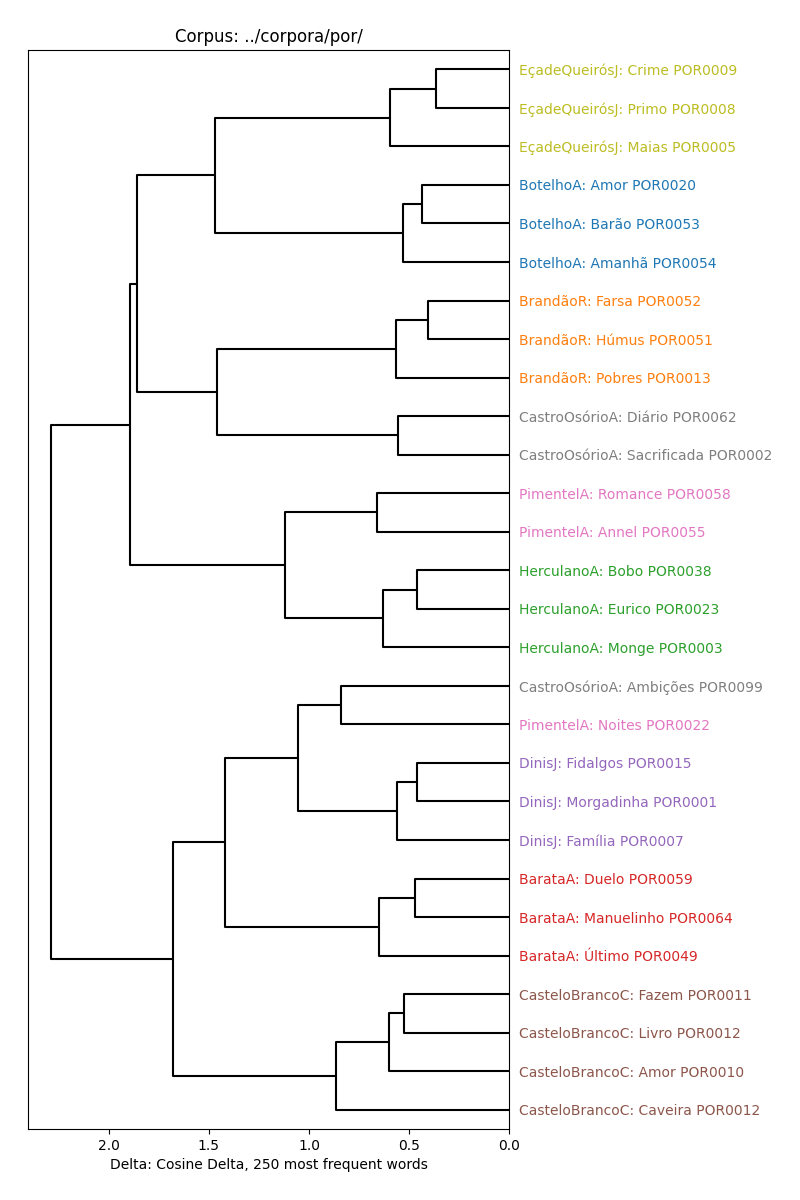 Corpus: ../corpora/por/
EçadeQueirósJ: Crime POR0009
EçadeQueirósJ: Primo POR0008
EçadeQueirósJ: Maias POR0005
BotelhoA: Amor POR0020
BotelhoA: Barão POR0053
BotelhoA: Amanhã POR0054
BrandãoR: Farsa POR0052
BrandãoR: Húmus POR0051
BrandãoR: Pobres POR0013
CastroOsórioA: Diário POR0062
CastroOsórioA: Sacrificada POR0002
PimentelA: Romance POR0058
PimentelA: Annel POR0055
HerculanoA: Bobo POR0038
HerculanoA: Eurico POR0023
HerculanoA: Monge POR0003
CastroOsórioA: Ambições POR0099
PimentelA: Noites POR0022
DinisJ: Fidalgos POR0015
DinisJ: Morgadinha POR0001
DinisJ: Família POR0007
BarataA: Duelo POR0059
BarataA: Manuelinho POR0064
BarataA: Último POR0049
CasteloBrancoC: Fazem POR0011
CasteloBrancoC: Livro POR0012
CasteloBrancoC: Amor POR0010
CasteloBrancoC: Caveira POR0012
2.0 1.5 1.0 0.5 0.0
Delta: Cosine Delta, 250 most frequent words